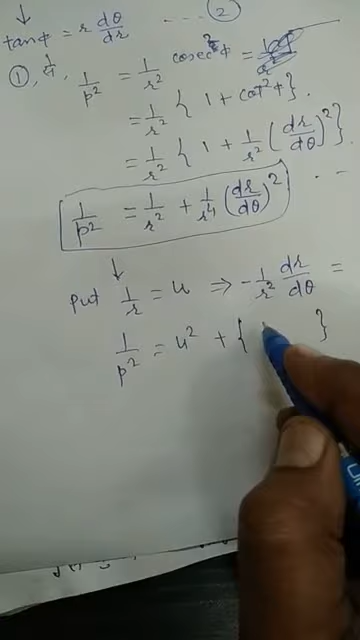 ↓ - - - - ②
tanφ = r dθ/dr
①, 1/p² = 1/r² cosec²φ =
= 1/r² { 1 + cot²φ }.
= 1/r² { 1 + 1/r² (dr/dθ)² }
1/p² = 1/r² + 1/r⁴ (dr/dθ)² - -
↓
Put 1/r = u ⇒ -1/r² dr/dθ =
1/p² = u² + { }